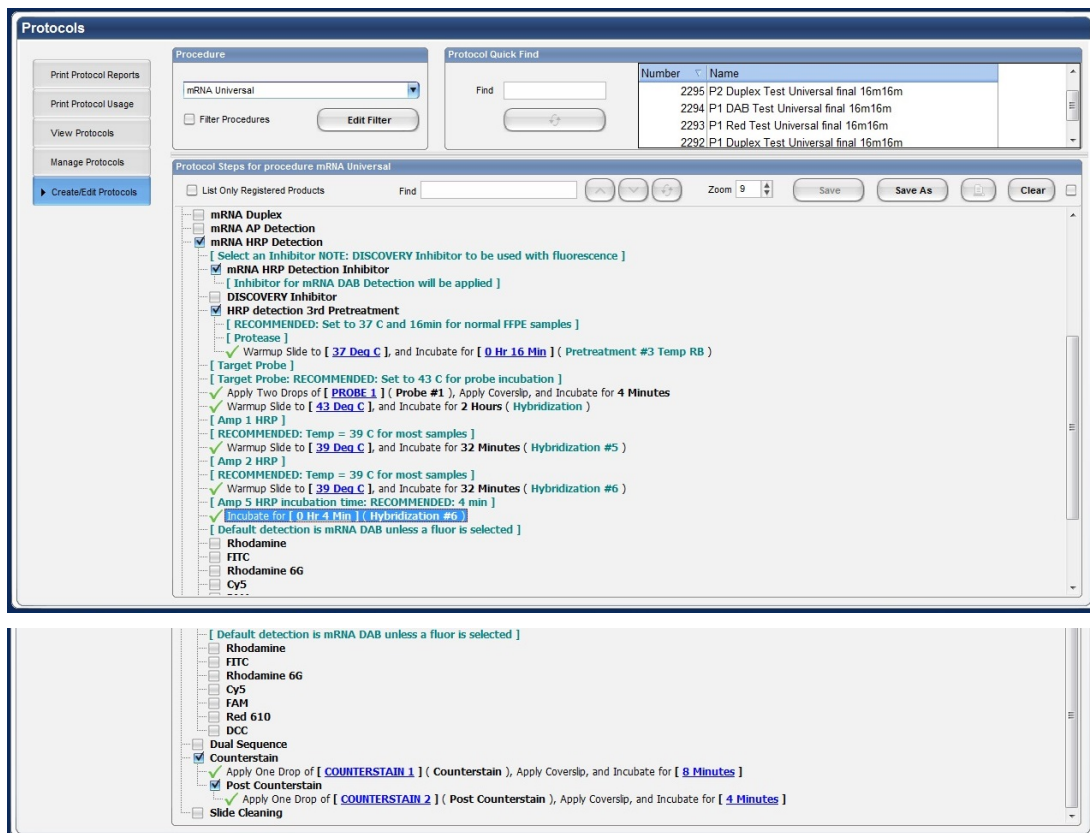 Protocols
Print Protocol Reports
Print Protocol Usage
View Protocols
Manage Protocols
Create/Edit Protocols
Procedure
mRNA Universal
Filter Procedures
Edit Filter
Protocol Quick Find
Find
Number Name
2295 P2 Duplex Test Universal final 16m16m
2294 P1 DAB Test Universal final 16m16m
2293 P1 Red Test Universal final 16m16m
2292 P1 Duplex Test Universal final 16m16m
Protocol Steps for procedure mRNA Universal
List Only Registered Products Find Zoom 9 Save Save As Clear
mRNA Duplex
mRNA AP Detection
mRNA HRP Detection
[ Select an Inhibitor NOTE: DISCOVERY Inhibitor to be used with fluorescence ]
mRNA HRP Detection Inhibitor
[ Inhibitor for mRNA DAB Detection will be applied ]
DISCOVERY Inhibitor
HRP detection 3rd Pretreatment
[ RECOMMENDED: Set to 37 C and 16min for normal FFPE samples ]
[ Protease ]
Warmup Slide to [ 37 Deg C ], and Incubate for [ 0 Hr 16 Min ] ( Pretreatment #3 Temp RB )
[ Target Probe ]
[ Target Probe: RECOMMENDED: Set to 43 C for probe incubation ]
Apply Two Drops of [ PROBE 1 ] ( Probe #1 ), Apply Coverslip, and Incubate for 4 Minutes
Warmup Slide to [ 43 Deg C ], and Incubate for 2 Hours ( Hybridization )
[ Amp 1 HRP ]
[ RECOMMENDED: Temp = 39 C for most samples ]
Warmup Slide to [ 39 Deg C ], and Incubate for 32 Minutes ( Hybridization #5 )
[ Amp 2 HRP ]
[ RECOMMENDED: Temp = 39 C for most samples ]
Warmup Slide to [ 39 Deg C ], and Incubate for 32 Minutes ( Hybridization #6 )
[ Amp 5 HRP incubation time: RECOMMENDED: 4 min ]
Incubate for [ 0 Hr 4 Min ] ( Hybridization #6 )
[ Default detection is mRNA DAB unless a fluor is selected ]
Rhodamine
FITC
Rhodamine 6G
Cy5
[ Default detection is mRNA DAB unless a fluor is selected ]
Rhodamine
FITC
Rhodamine 6G
Cy5
FAM
Red 610
DCC
Dual Sequence
Counterstain
Apply One Drop of [ COUNTERSTAIN 1 ] ( Counterstain ), Apply Coverslip, and Incubate for [ 8 Minutes ]
Post Counterstain
Apply One Drop of [ COUNTERSTAIN 2 ] ( Post Counterstain ), Apply Coverslip, and Incubate for [ 4 Minutes ]
Slide Cleaning